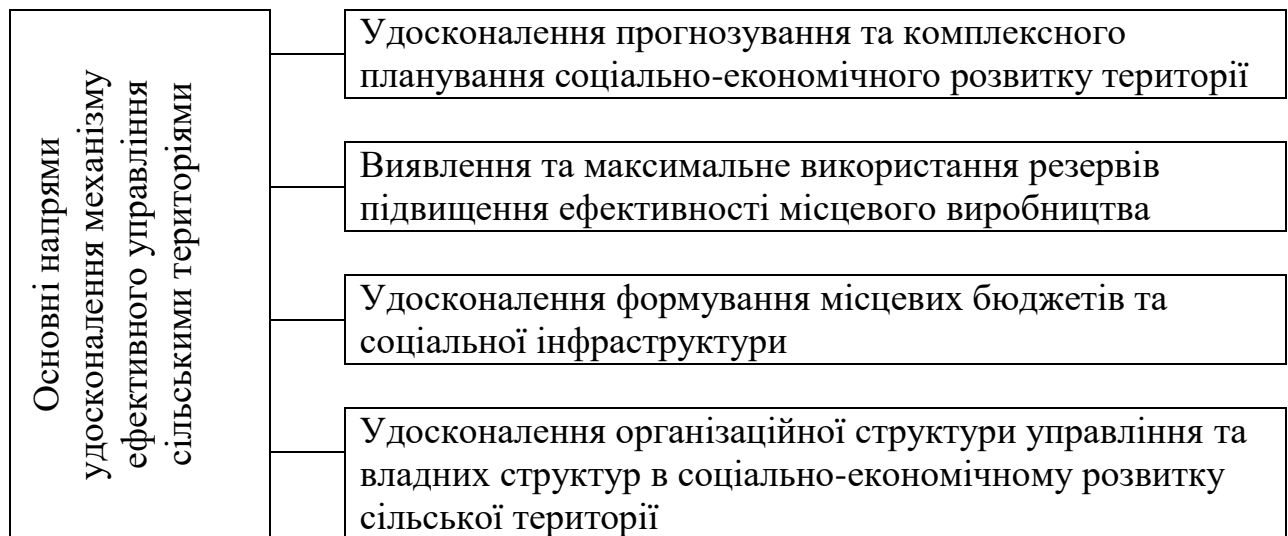 Основні напрями
удосконалення механізму
ефективного управління
сільськими територіями
Удосконалення прогнозування та комплексного
планування соціально-економічного розвитку території
Виявлення та максимальне використання резервів
підвищення ефективності місцевого виробництва
Удосконалення формування місцевих бюджетів та
соціальної інфраструктури
Удосконалення організаційної структури управління та
владних структур в соціально-економічному розвитку
сільської території